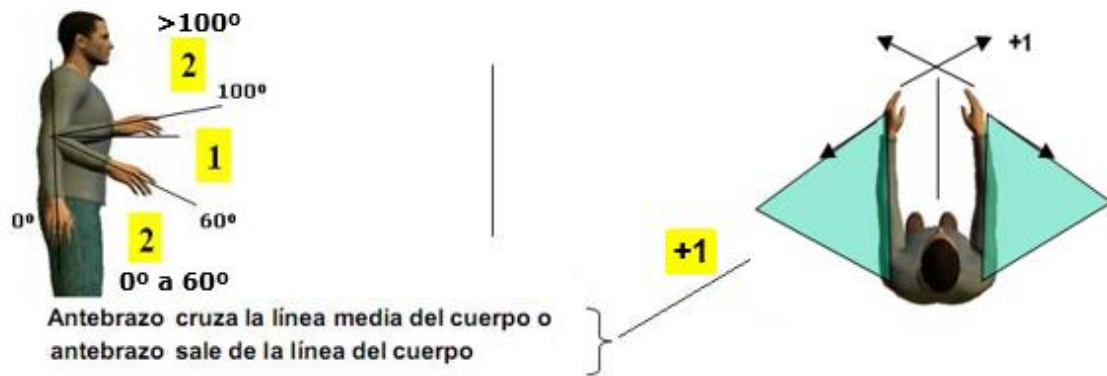 >100º
2
100º
1
0º
60º
2
0º a 60º
+1
+1
Antebrazo cruza la línea media del cuerpo o
antebrazo sale de la línea del cuerpo